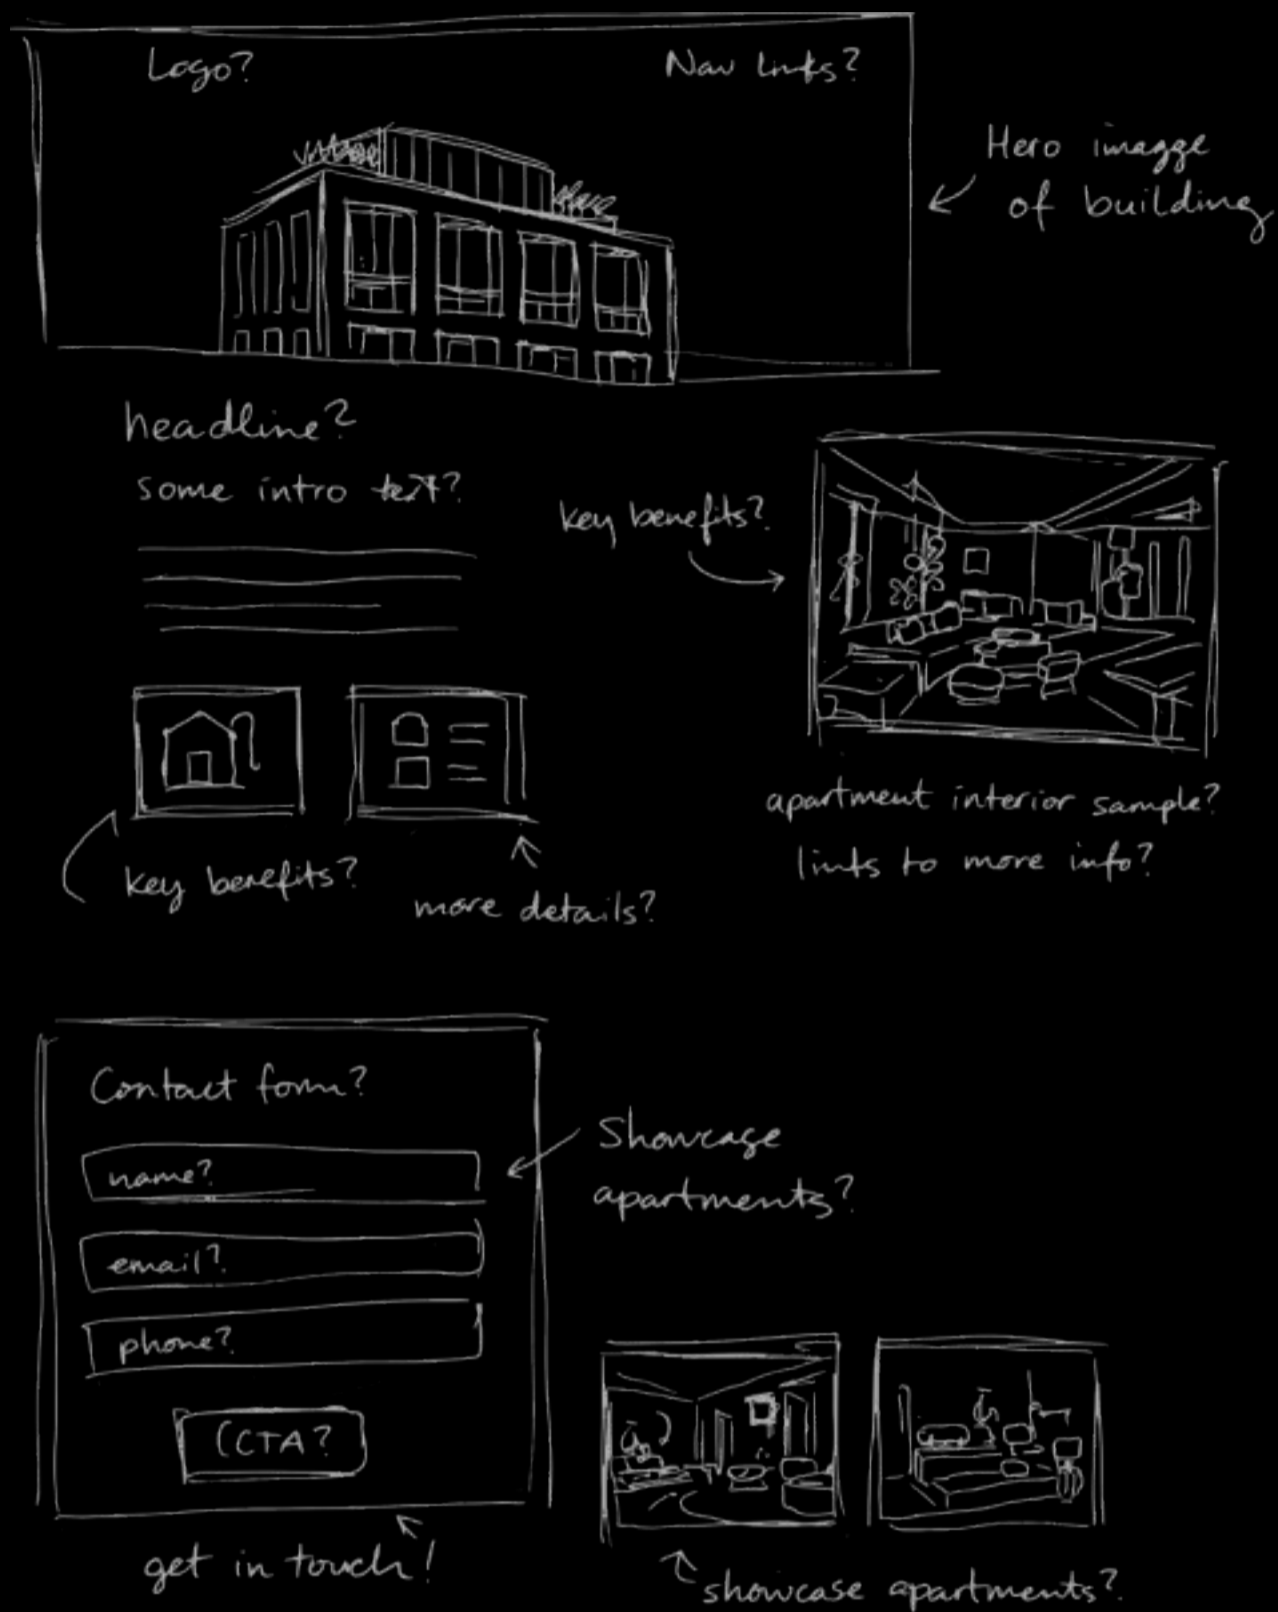 Logo?
Nav links?
Hero imagge
of building
headline?
some intro text?
key benefits?
apartment interior sample?
links to more info?
key benefits?
more details?
Contact form?
name?
email?
phone?
(CTA?
get in touch!
Showcase
apartments?
showcase apartments?